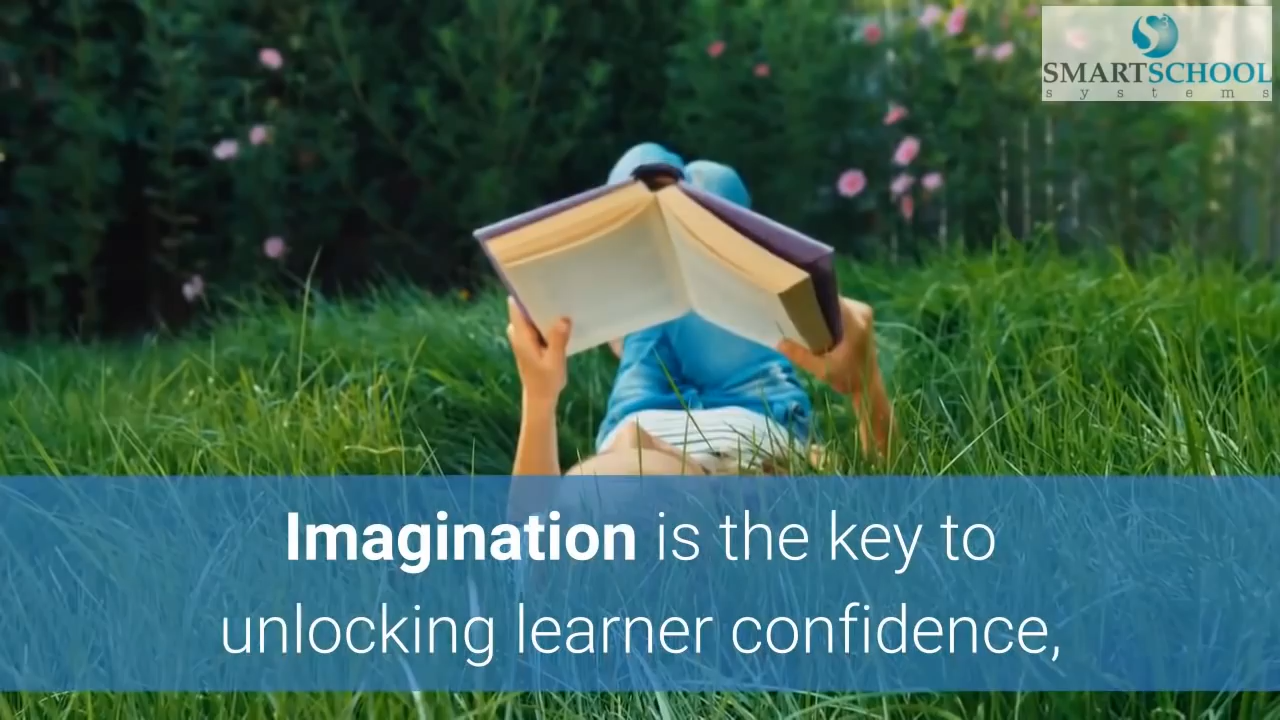 SMARTSCHOOL
systems
Imagination is the key to
unlocking learner confidence,